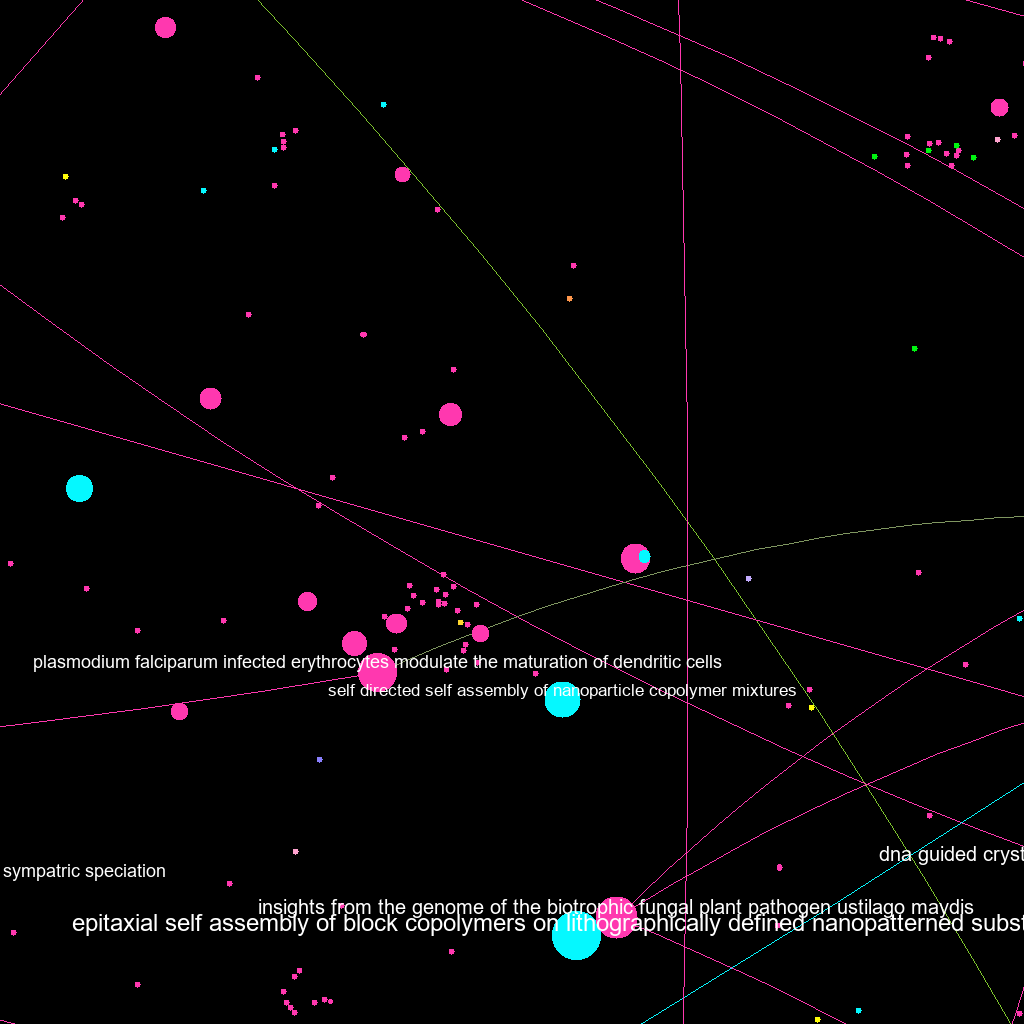 plasmodium falciparum infected erythrocytes modulate the maturation of dendritic cells
self directed self assembly of nanoparticle copolymer mixtures
dna guided cryst
sympatric speciation
insights from the genome of the biotrophic fungal plant pathogen ustilago maydis
epitaxial self assembly of block copolymers on lithographically defined nanopatterned subst